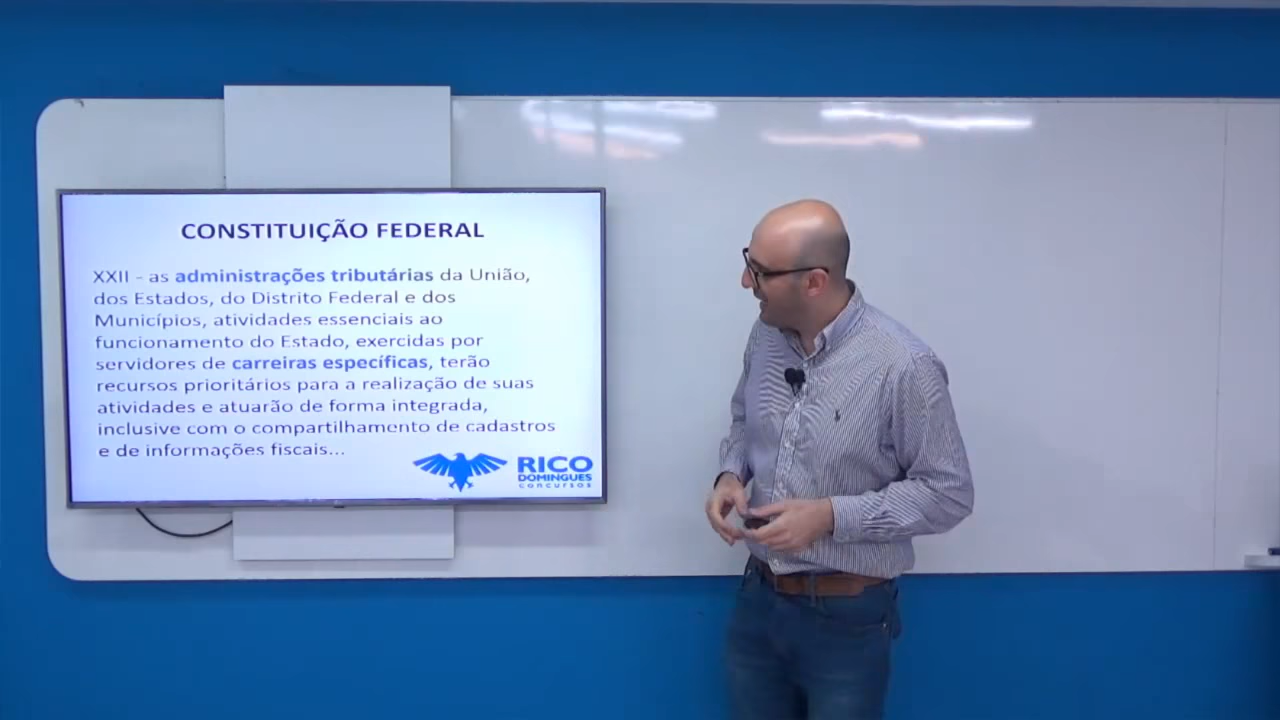 CONSTITUIÇÃO FEDERAL
XXII - as administrações tributárias da União,
dos Estados, do Distrito Federal e dos
Municípios, atividades essenciais ao
funcionamento do Estado, exercidas por
servidores de carreiras específicas, terão
recursos prioritários para a realização de suas
atividades e atuarão de forma integrada,
inclusive com o compartilhamento de cadastros
e de informações fiscais...
RICO
DOMINGUES
concursos